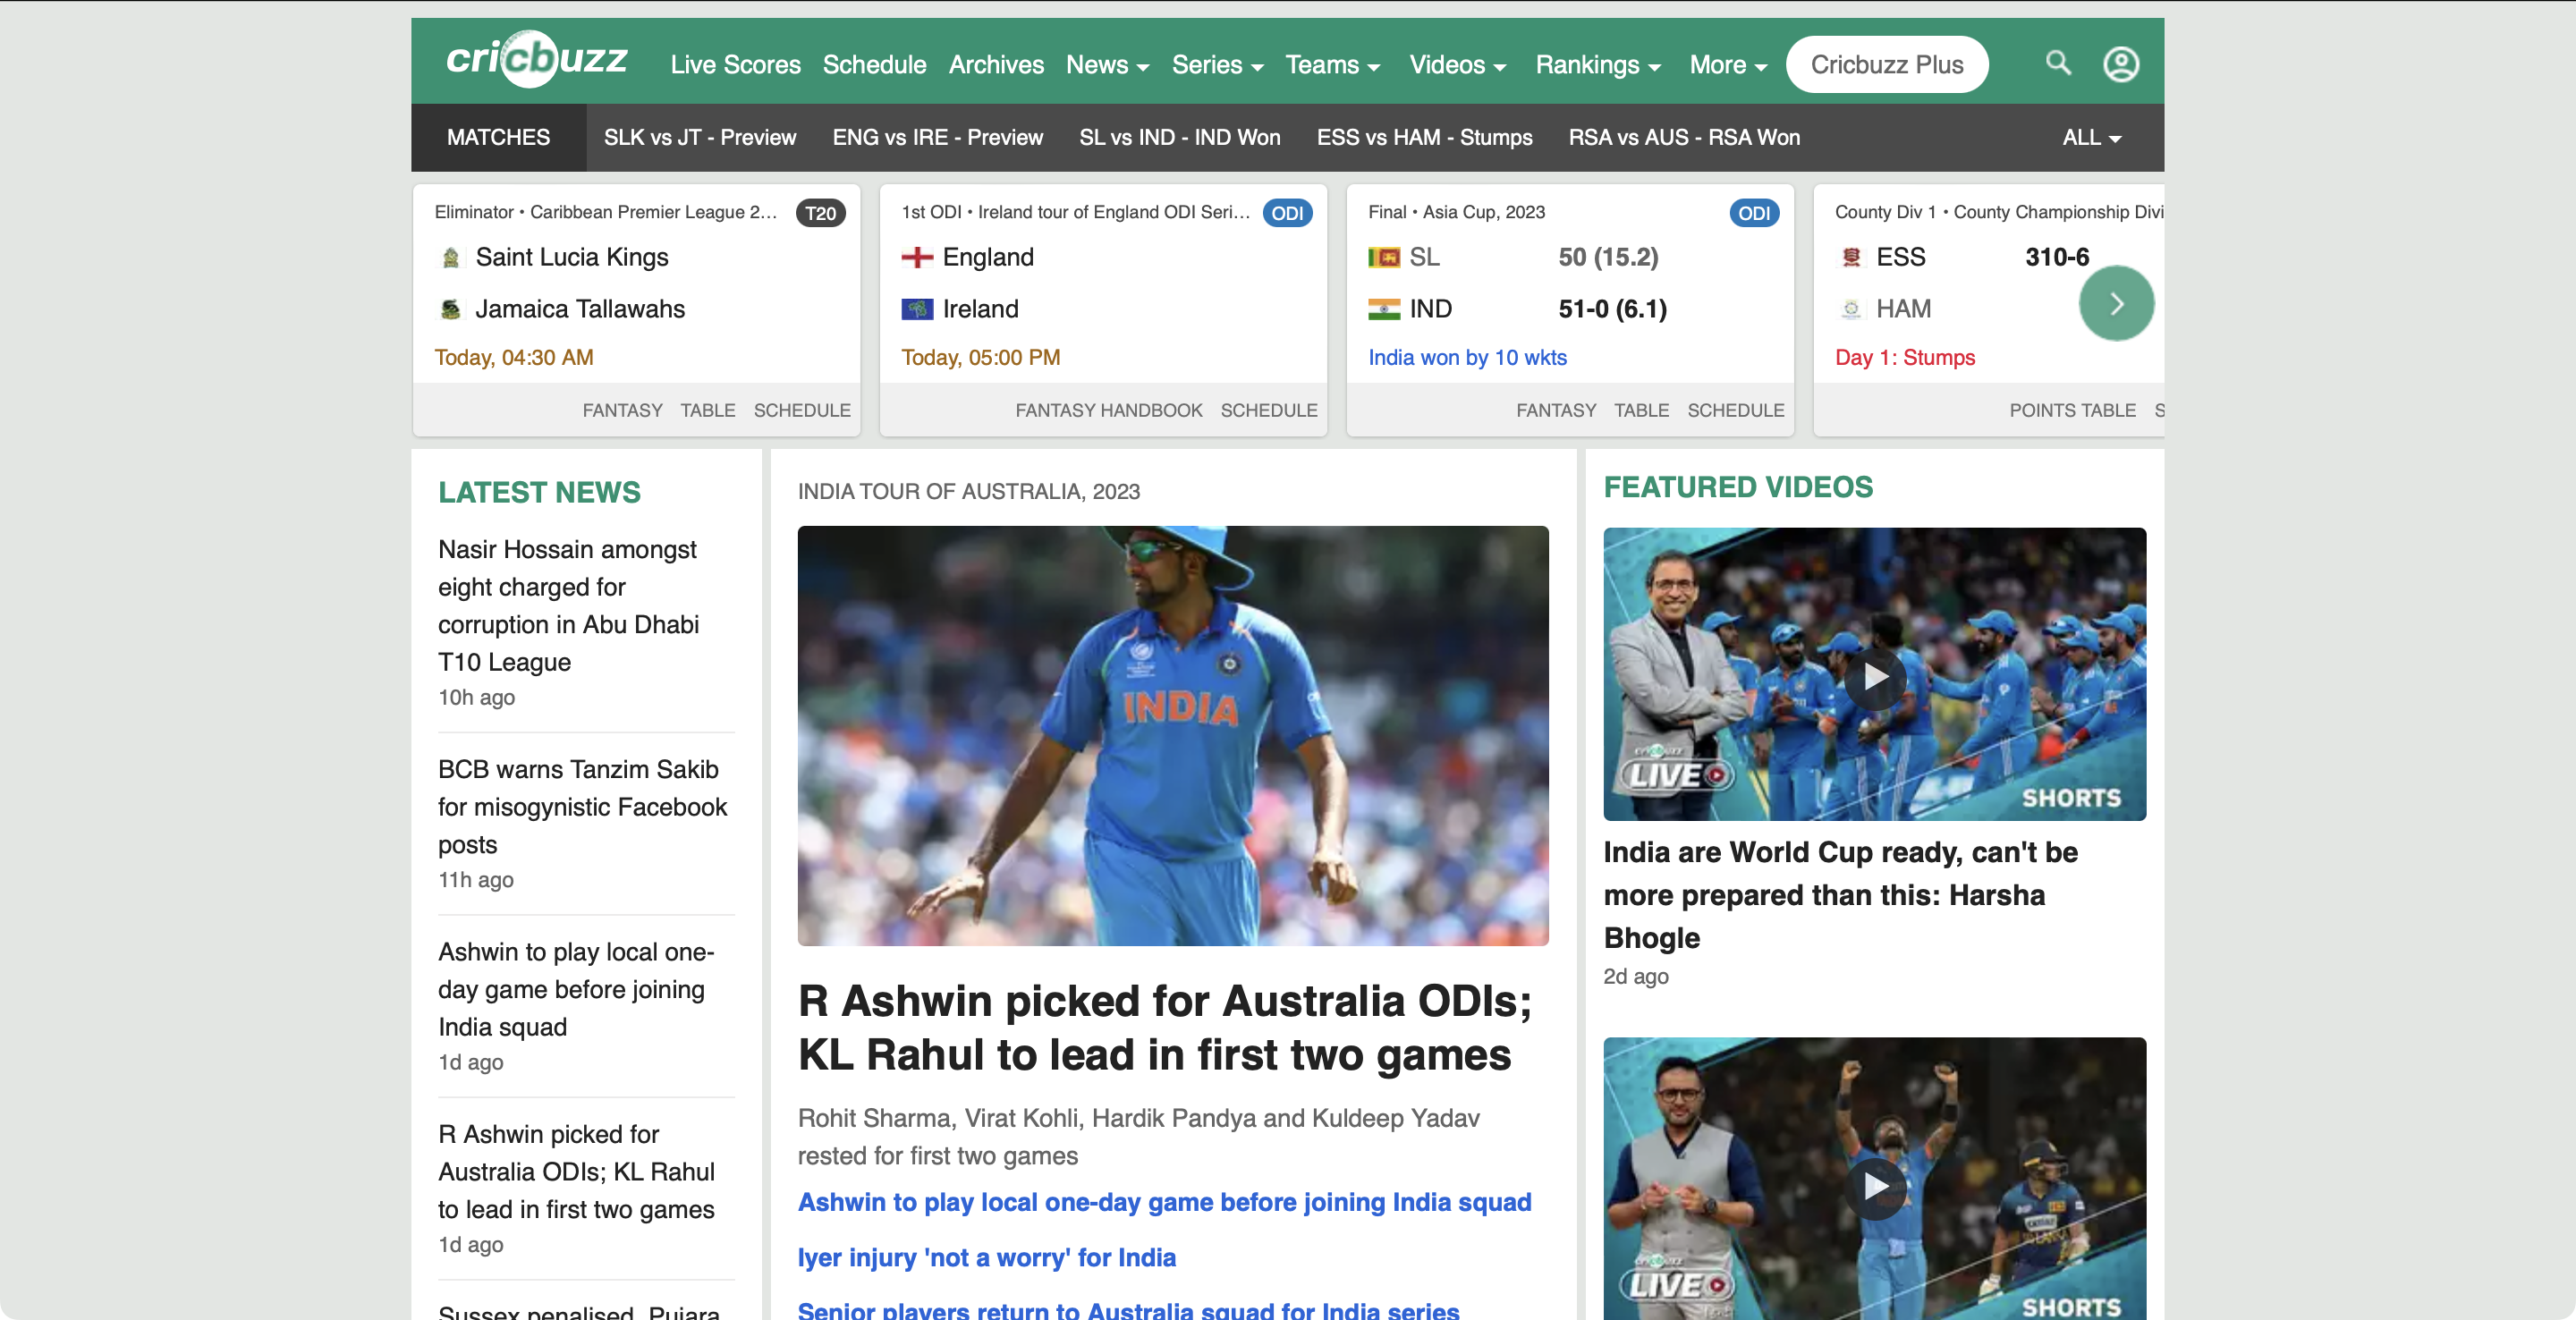 cricbuzz
Live Scores Schedule Archives News Series Teams Videos Rankings More Cricbuzz Plus
MATCHES SLK vs JT - Preview ENG vs IRE - Preview SL vs IND - IND Won ESS vs HAM - Stumps RSA vs AUS - RSA Won ALL
Eliminator • Caribbean Premier League 2... T20
Saint Lucia Kings
Jamaica Tallawahs
Today, 04:30 AM
FANTASY TABLE SCHEDULE
1st ODI • Ireland tour of England ODI Seri... ODI
England
Ireland
Today, 05:00 PM
FANTASY HANDBOOK SCHEDULE
Final • Asia Cup, 2023 ODI
SL 50 (15.2)
IND 51-0 (6.1)
India won by 10 wkts
FANTASY TABLE SCHEDULE
County Div 1 • County Championship Divi
ESS 310-6
HAM
Day 1: Stumps
POINTS TABLE S
LATEST NEWS
Nasir Hossain amongst
eight charged for
corruption in Abu Dhabi
T10 League
10h ago
BCB warns Tanzim Sakib
for misogynistic Facebook
posts
11h ago
Ashwin to play local one-
day game before joining
India squad
1d ago
R Ashwin picked for
Australia ODIs; KL Rahul
to lead in first two games
1d ago
Sussex penalised, Pujara
INDIA TOUR OF AUSTRALIA, 2023
INDIA
R Ashwin picked for Australia ODIs;
KL Rahul to lead in first two games
Rohit Sharma, Virat Kohli, Hardik Pandya and Kuldeep Yadav
rested for first two games
Ashwin to play local one-day game before joining India squad
Iyer injury 'not a worry' for India
Senior players return to Australia squad for India series
FEATURED VIDEOS
cricbuzz
LIVE
SHORTS
India are World Cup ready, can't be
more prepared than this: Harsha
Bhogle
2d ago
cricbuzz
LIVE
SHORTS